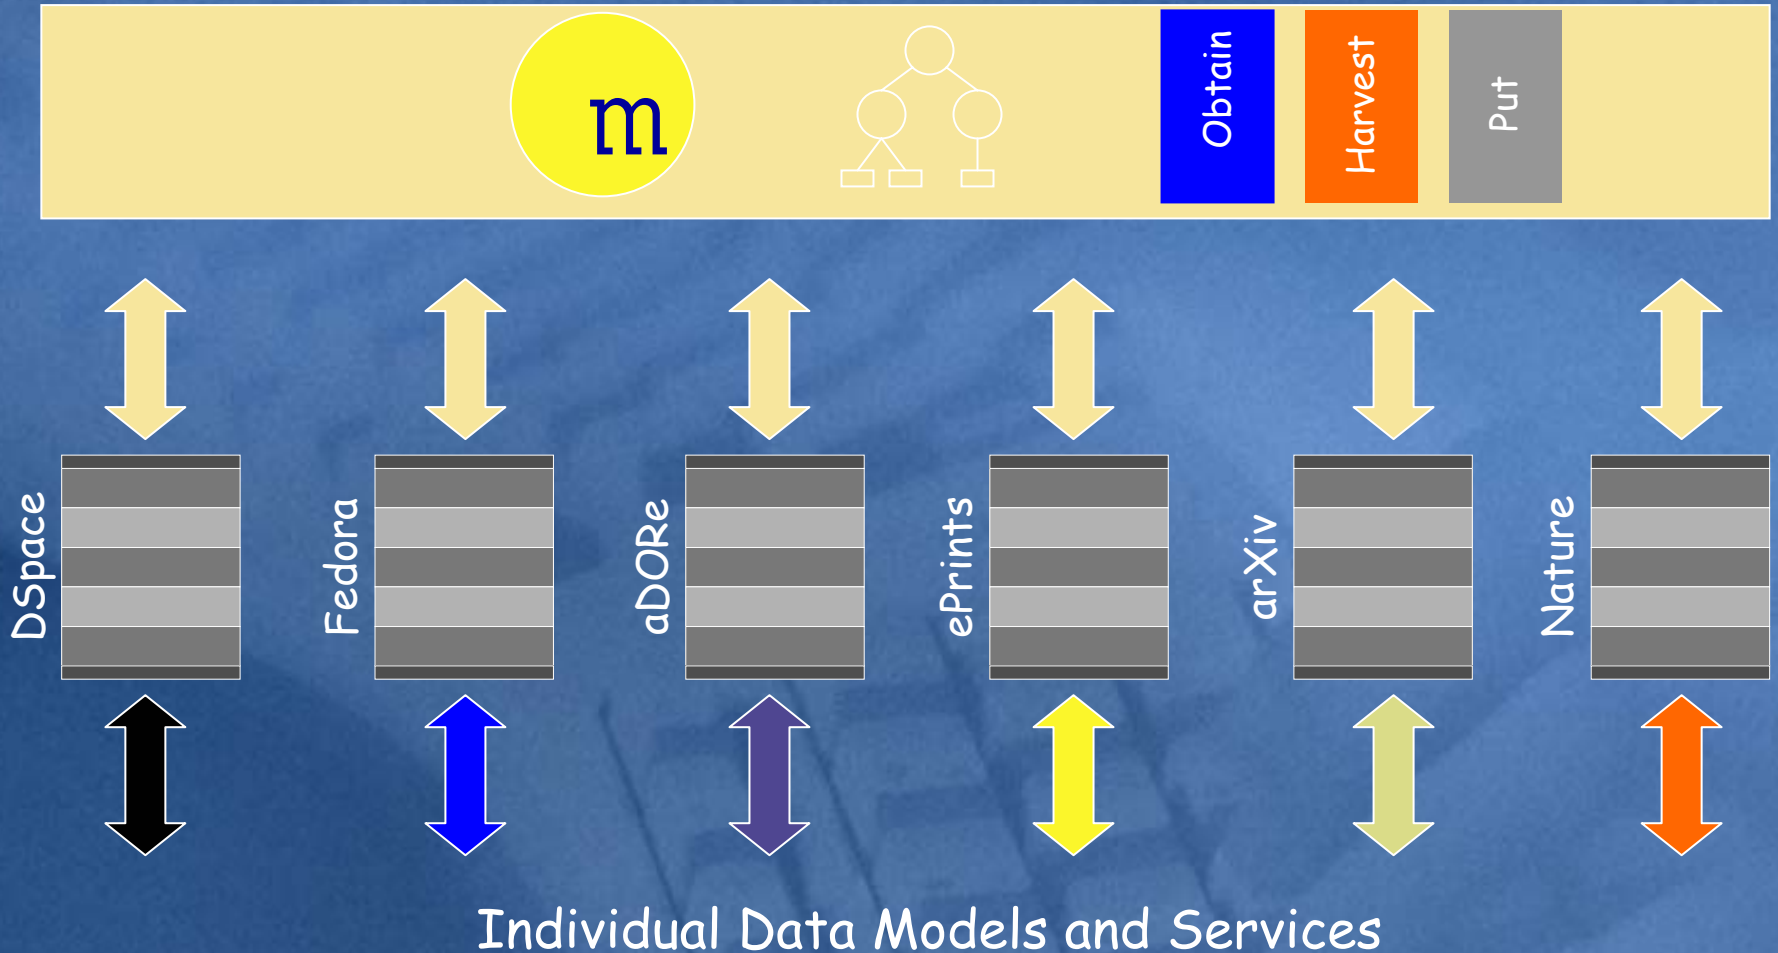 m
Obtain
Harvest
Put
DSpace
Fedora
aDORe
ePrints
arXiv
Nature
Individual Data Models and Services